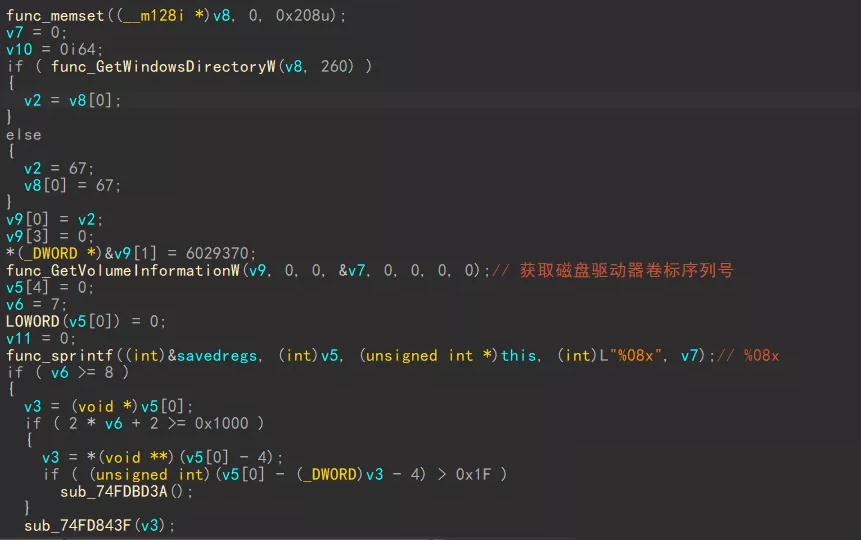 func_memset((__m128i *)v8, 0, 0x208u);
v7 = 0;
v10 = 0i64;
if ( func_GetWindowsDirectoryW(v8, 260) )
{
  v2 = v8[0];
}
else
{
  v2 = 67;
  v8[0] = 67;
}
v9[0] = v2;
v9[3] = 0;
*(_DWORD *)&v9[1] = 6029370;
func_GetVolumeInformationW(v9, 0, 0, &v7, 0, 0, 0, 0);// 获取磁盘驱动器卷标序列号
v5[4] = 0;
v6 = 7;
LOWORD(v5[0]) = 0;
v11 = 0;
func_sprintf((int)&savedregs, (int)v5, (unsigned int *)this, (int)L"%08x", v7);// %08x
if ( v6 >= 8 )
{
  v3 = (void *)v5[0];
  if ( 2 * v6 + 2 >= 0x1000 )
  {
    v3 = *(void **)(v5[0] - 4);
    if ( (unsigned int)(v5[0] - (_DWORD)v3 - 4) > 0x1F )
      sub_74FDBD3A();
  }
  sub_74FD843F(v3);